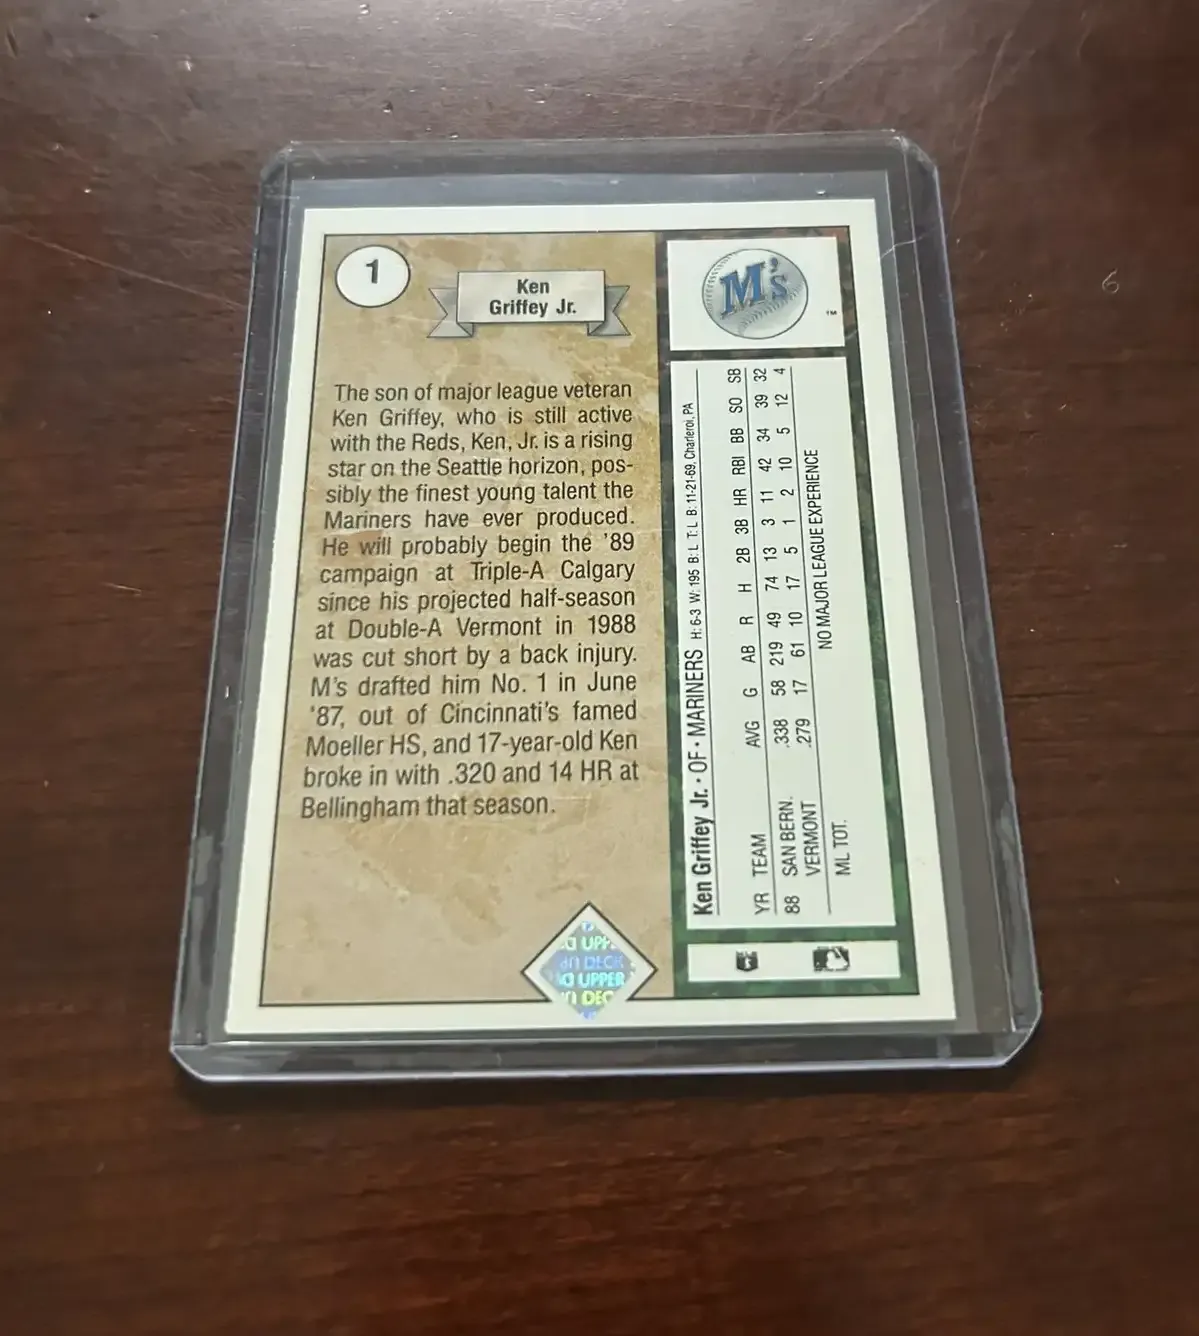 1
Ken
Griffey Jr.
The son of major league veteran
Ken Griffey, who is still active
with the Reds, Ken, Jr. is a rising
star on the Seattle horizon, pos-
sibly the finest young talent the
Mariners have ever produced.
He will probably begin the '89
campaign at Triple-A Calgary
since his projected half-season
at Double-A Vermont in 1988
was cut short by a back injury.
M's drafted him No. 1 in June
'87, out of Cincinnati's famed
Moeller HS, and 17-year-old Ken
broke in with .320 and 14 HR at
Bellingham that season.
M's
TM
Ken Griffey Jr. • OF • MARINERS H: 6-3 W: 195 B: L T: L B: 11-21-69, Charleroi, PA
YR TEAM AVG G AB R H 2B 3B HR RBI BB SO SB
88 SAN BERN. .338 58 219 49 74 13 3 11 42 34 39 32
VERMONT .279 17 61 10 17 5 1 2 10 5 12 4
ML TOT. NO MAJOR LEAGUE EXPERIENCE
UPP
DECK
UPPER
DEC